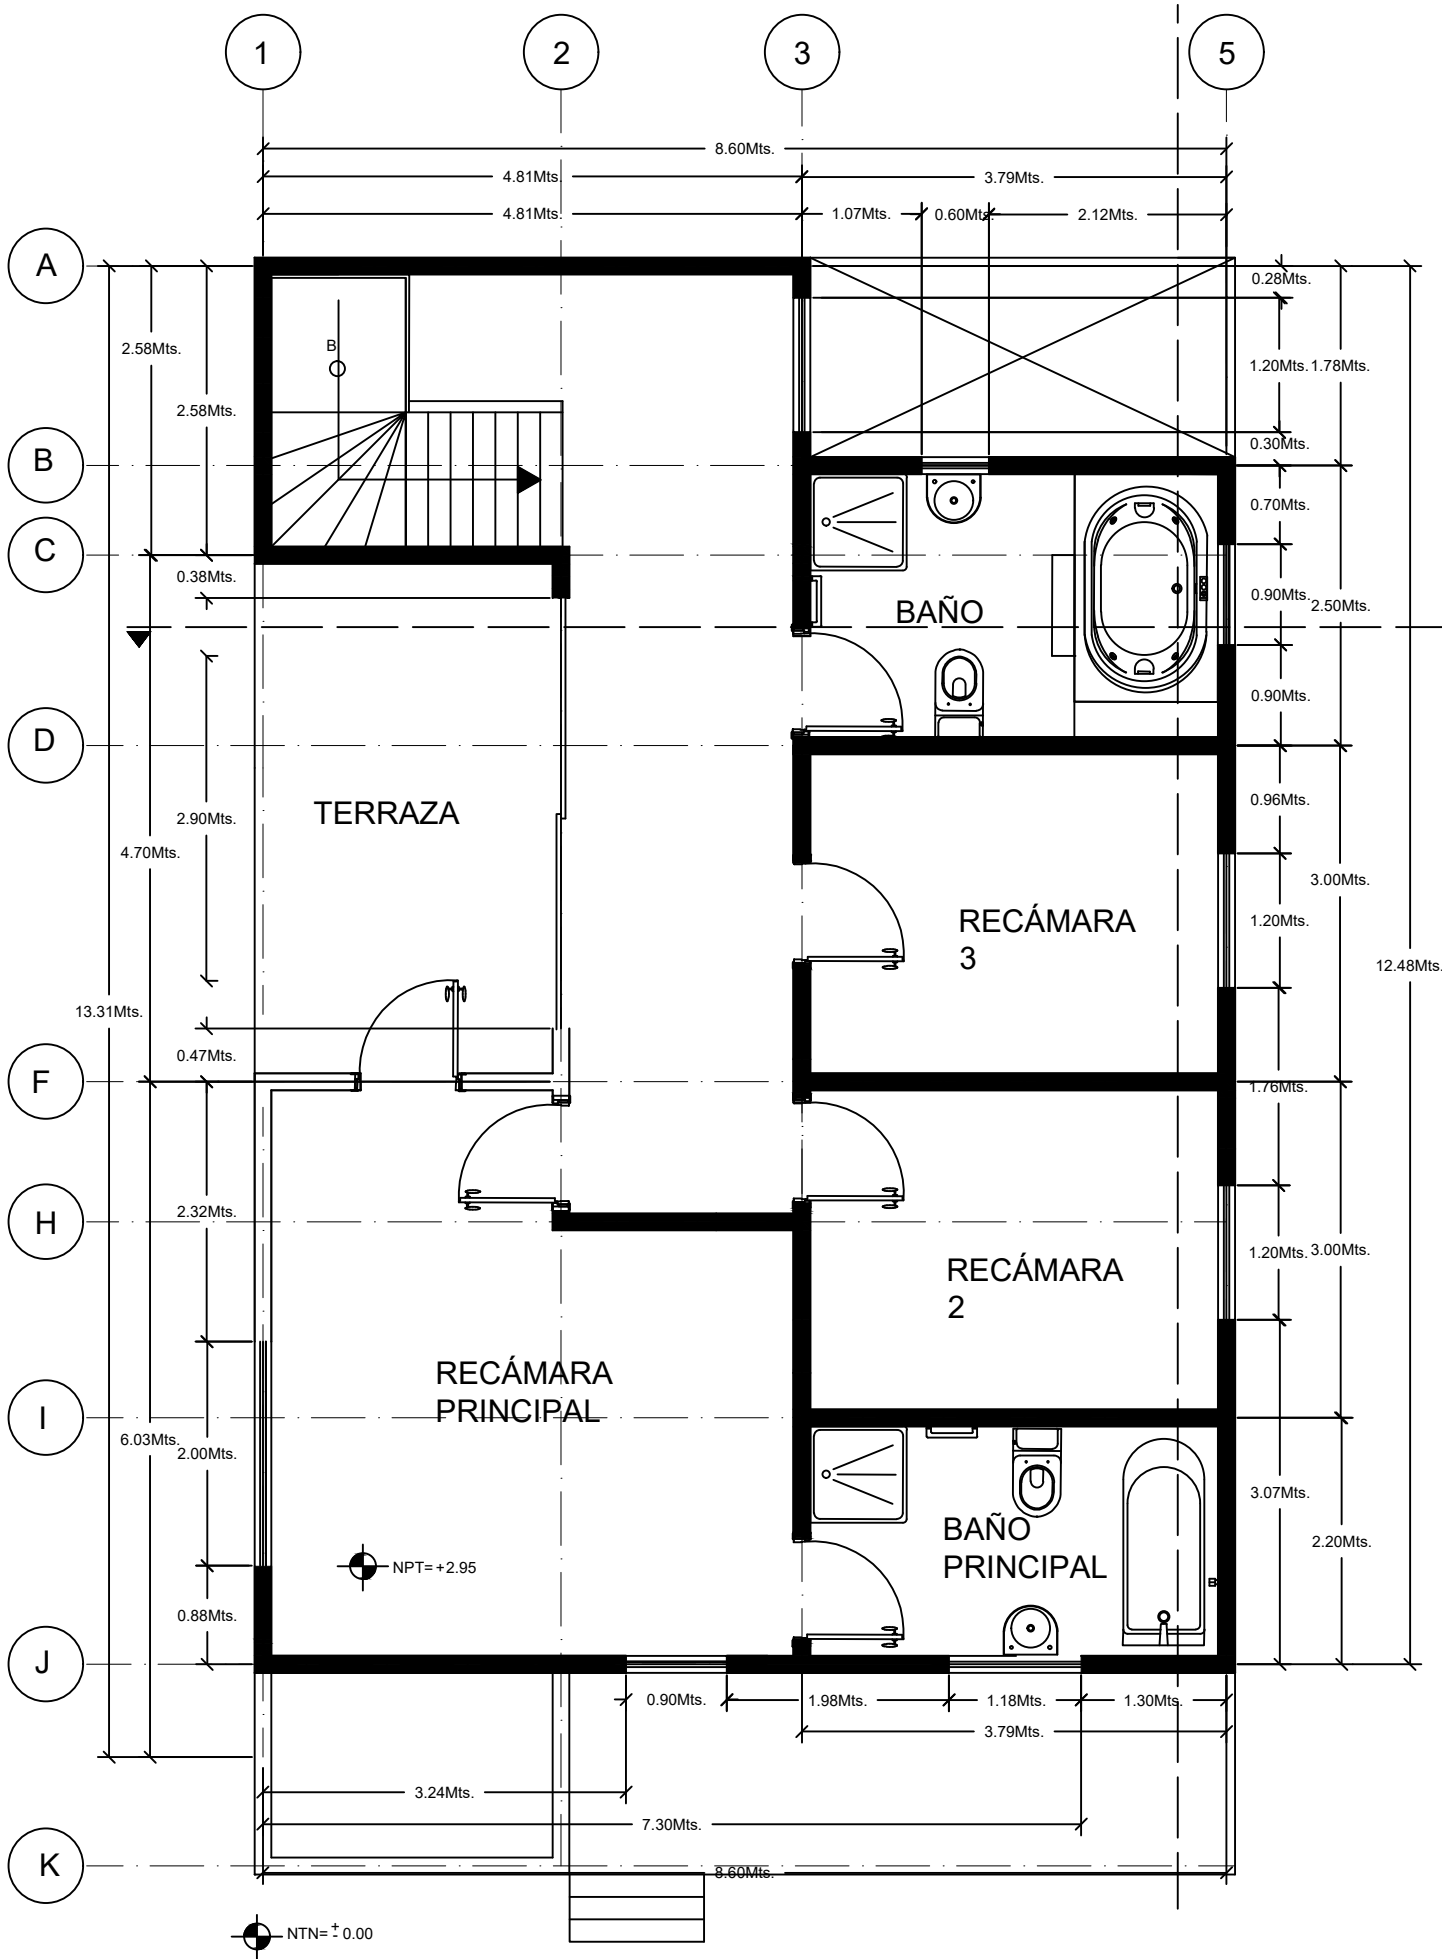 1
2
3
5
8.60Mts.
4.81Mts.
3.79Mts.
4.81Mts.
1.07Mts.
0.60Mts.
2.12Mts.
A
0.28Mts.
2.58Mts.
B
1.20Mts.
1.78Mts.
2.58Mts.
0.30Mts.
B
0.70Mts.
C
0.38Mts.
0.90Mts.
2.50Mts.
BAÑO
0.90Mts.
D
0.96Mts.
TERRAZA
2.90Mts.
4.70Mts.
3.00Mts.
RECÁMARA
3
1.20Mts.
12.48Mts.
13.31Mts.
0.47Mts.
F
1.76Mts.
2.32Mts.
H
1.20Mts.
3.00Mts.
RECÁMARA
2
RECÁMARA
PRINCIPAL
I
6.03Mts.
2.00Mts.
3.07Mts.
BAÑO
PRINCIPAL
2.20Mts.
NPT=+2.95
0.88Mts.
J
0.90Mts.
1.98Mts.
1.18Mts.
1.30Mts.
3.79Mts.
3.24Mts.
7.30Mts.
K
8.60Mts.
NTN=±0.00